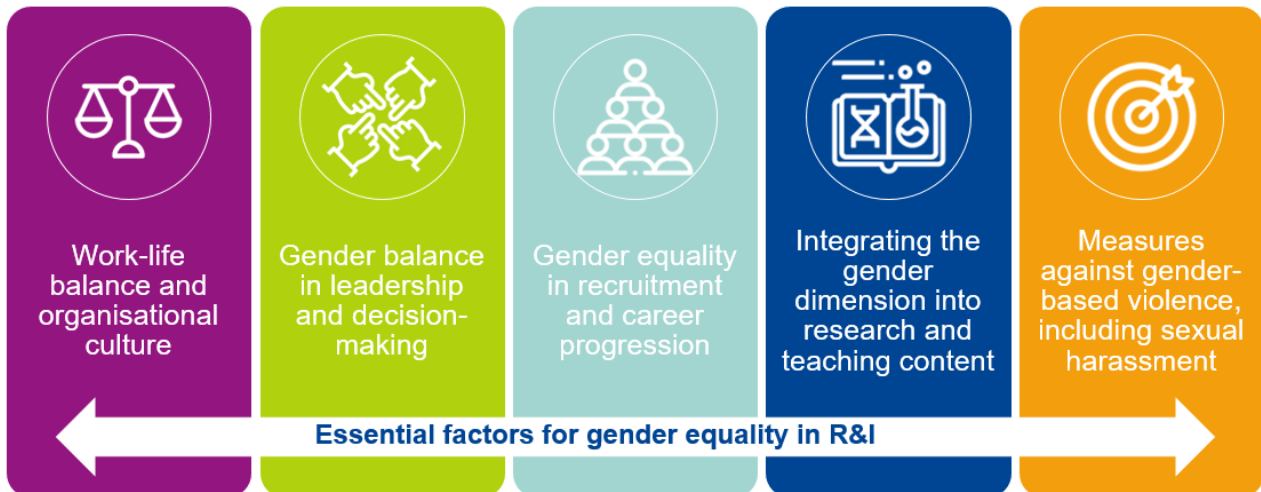 Work-life
balance and
organisational
culture
Gender balance
in leadership
and decision-
making
Gender equality
in recruitment
and career
progression
Integrating the
gender
dimension into
research and
teaching content
Measures
against gender-
based violence,
including sexual
harassment
Essential factors for gender equality in R&I